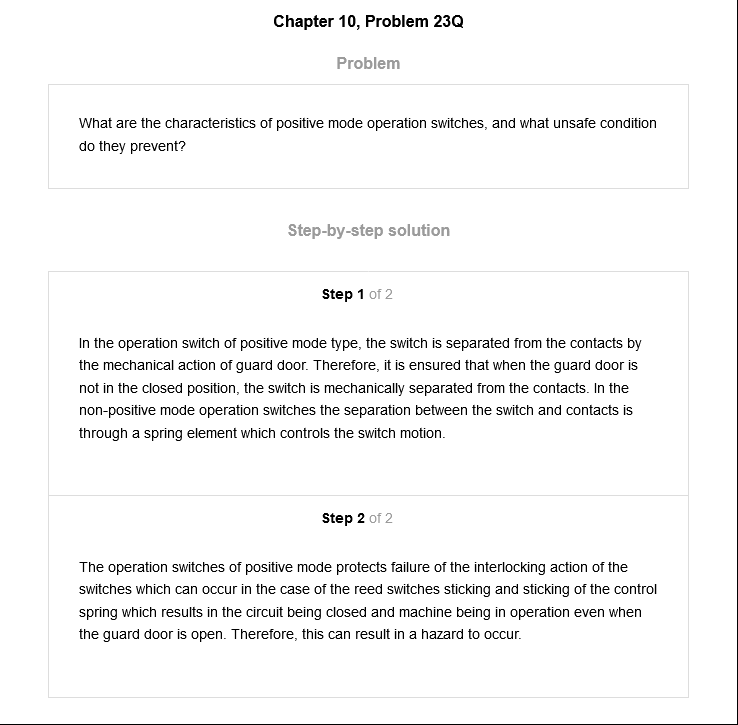 Chapter 10, Problem 23Q
Problem
What are the characteristics of positive mode operation switches, and what unsafe condition
do they prevent?
Step-by-step solution
Step 1 of 2
In the operation switch of positive mode type, the switch is separated from the contacts by
the mechanical action of guard door. Therefore, it is ensured that when the guard door is
not in the closed position, the switch is mechanically separated from the contacts. In the
non-positive mode operation switches the separation between the switch and contacts is
through a spring element which controls the switch motion.
Step 2 of 2
The operation switches of positive mode protects failure of the interlocking action of the
switches which can occur in the case of the reed switches sticking and sticking of the control
spring which results in the circuit being closed and machine being in operation even when
the guard door is open. Therefore, this can result in a hazard to occur.